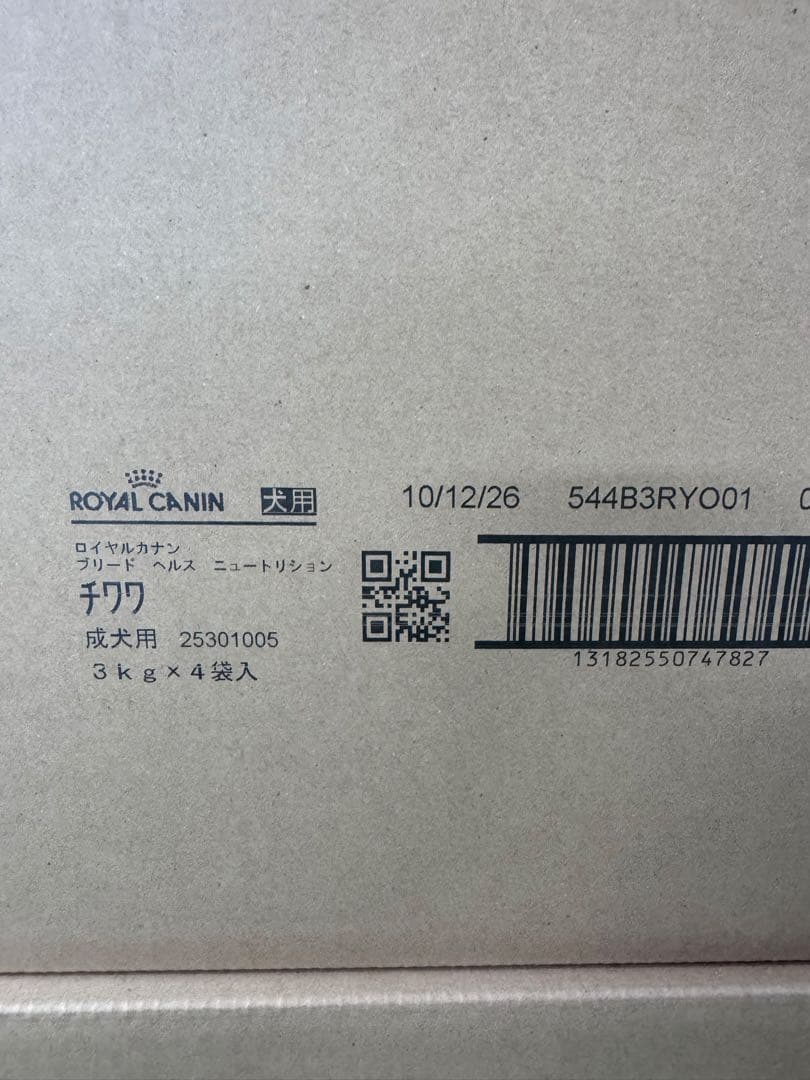 ROYAL CANIN 犬用
ロイヤルカナン
ブリード ヘルス ニュートリション
チワワ
成犬用 25301005
3kg×4袋入
10/12/26 544B3RYO01
13182550747827